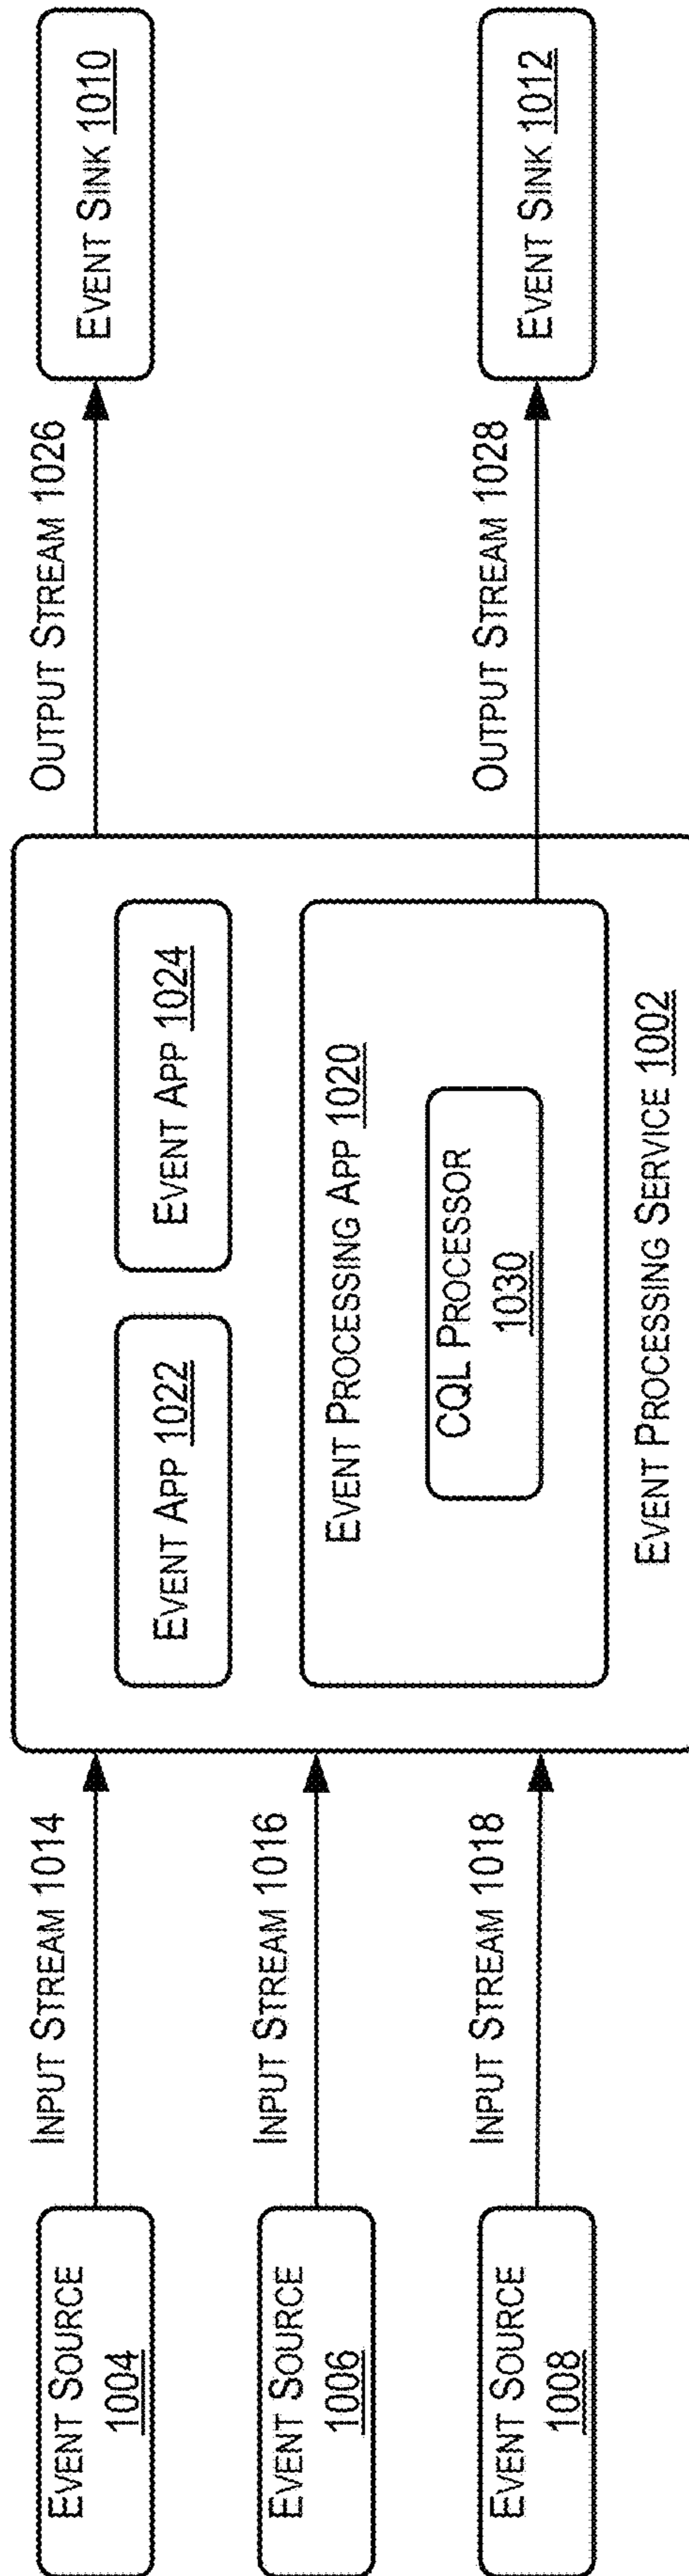 EVENT SOURCE
1004
INPUT STREAM 1014
EVENT SOURCE
1006
INPUT STREAM 1016
EVENT SOURCE
1008
INPUT STREAM 1018
EVENT APP 1022
EVENT APP 1024
EVENT PROCESSING APP 1020
CQL PROCESSOR
1030
EVENT PROCESSING SERVICE 1002
OUTPUT STREAM 1026
EVENT SINK 1010
OUTPUT STREAM 1028
EVENT SINK 1012